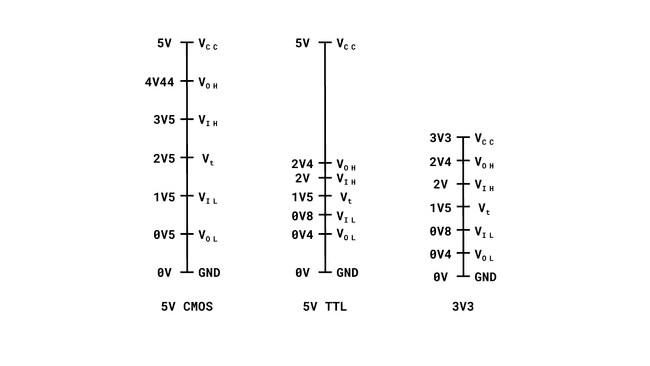 5V VCC
4V44 VOH
3V5 VIH
2V5 Vt
1V5 VIL
0V5 VOL
0V GND
5V CMOS
5V VCC
2V4 VOH
2V VIH
1V5 Vt
0V8 VIL
0V4 VOL
0V GND
5V TTL
3V3 VCC
2V4 VOH
2V VIH
1V5 Vt
0V8 VIL
0V4 VOL
0V GND
3V3